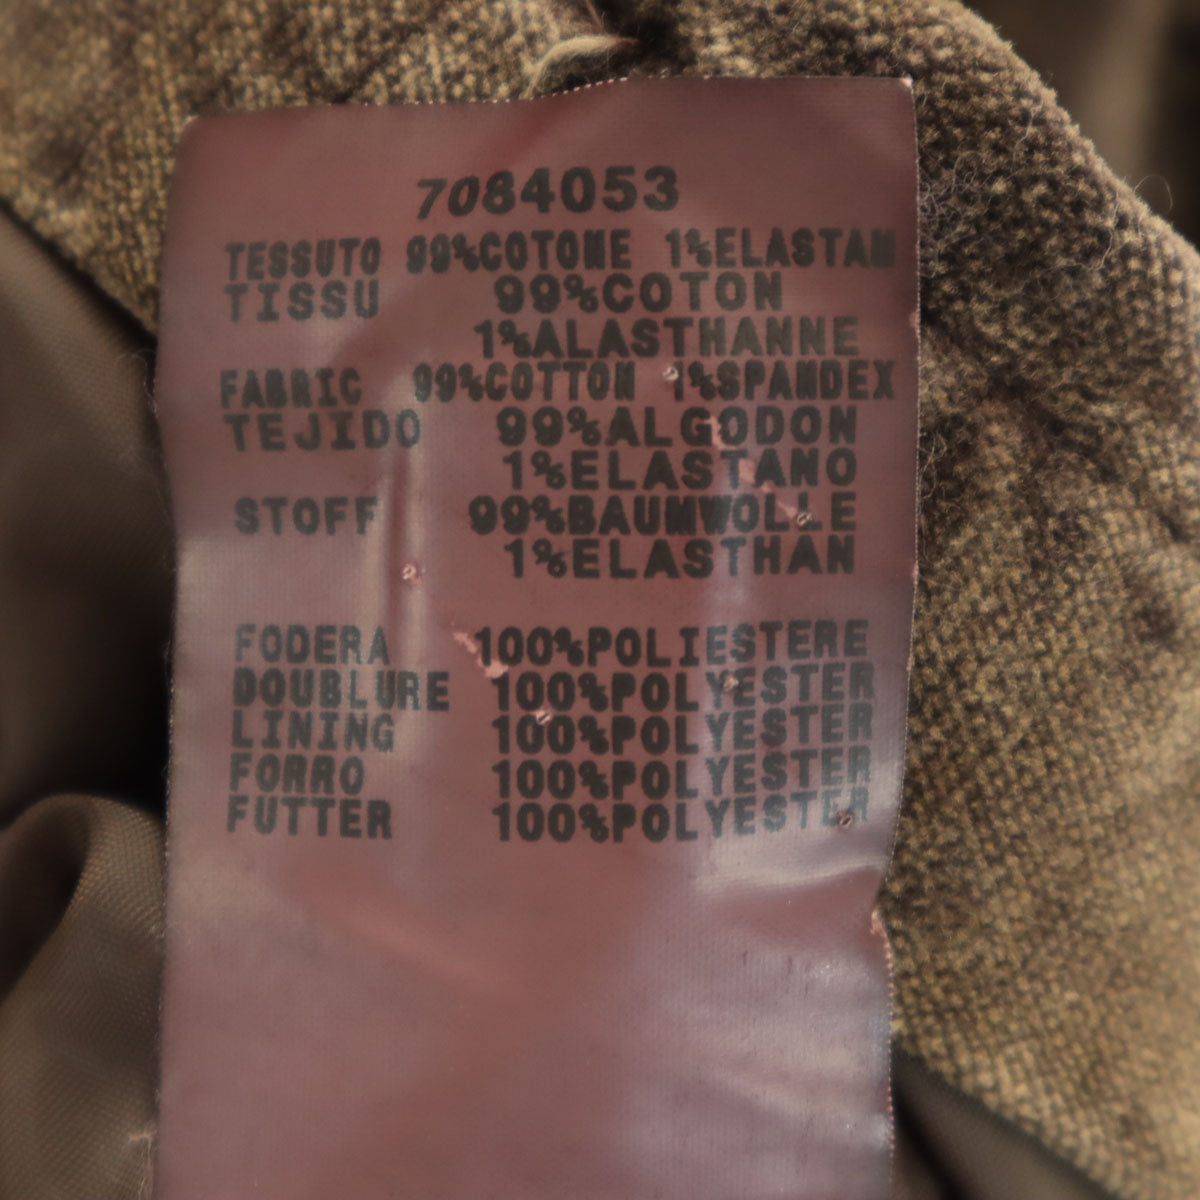 7084053
TESSUTO 99%COTONE 1%ELASTAN
TISSU 99%COTON
1%ALASTHANNE
FABRIC 99%COTTON 1%SPANDEX
TEJIDO 99%ALGODON
1%ELASTANO
STOFF 99%BAUMWOLLE
1%ELASTHAN
FODERA 100%POLIESTERE
DOUBLURE 100%POLYESTER
LINING 100%POLYESTER
FORRO 100%POLYESTER
FUTTER 100%POLYESTER